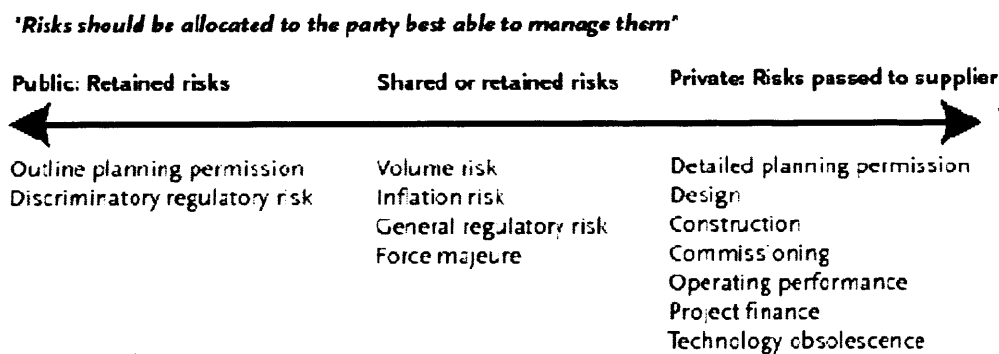 "Risks should be allocated to the party best able to manage them"
Public: Retained risks
Shared or retained risks
Private: Risks passed to supplier
Outline planning permission
Discriminatory regulatory risk
Volume risk
Inflation risk
General regulatory risk
Force majeure
Detailed planning permission
Design
Construction
Commissioning
Operating performance
Project finance
Technology obsolescence